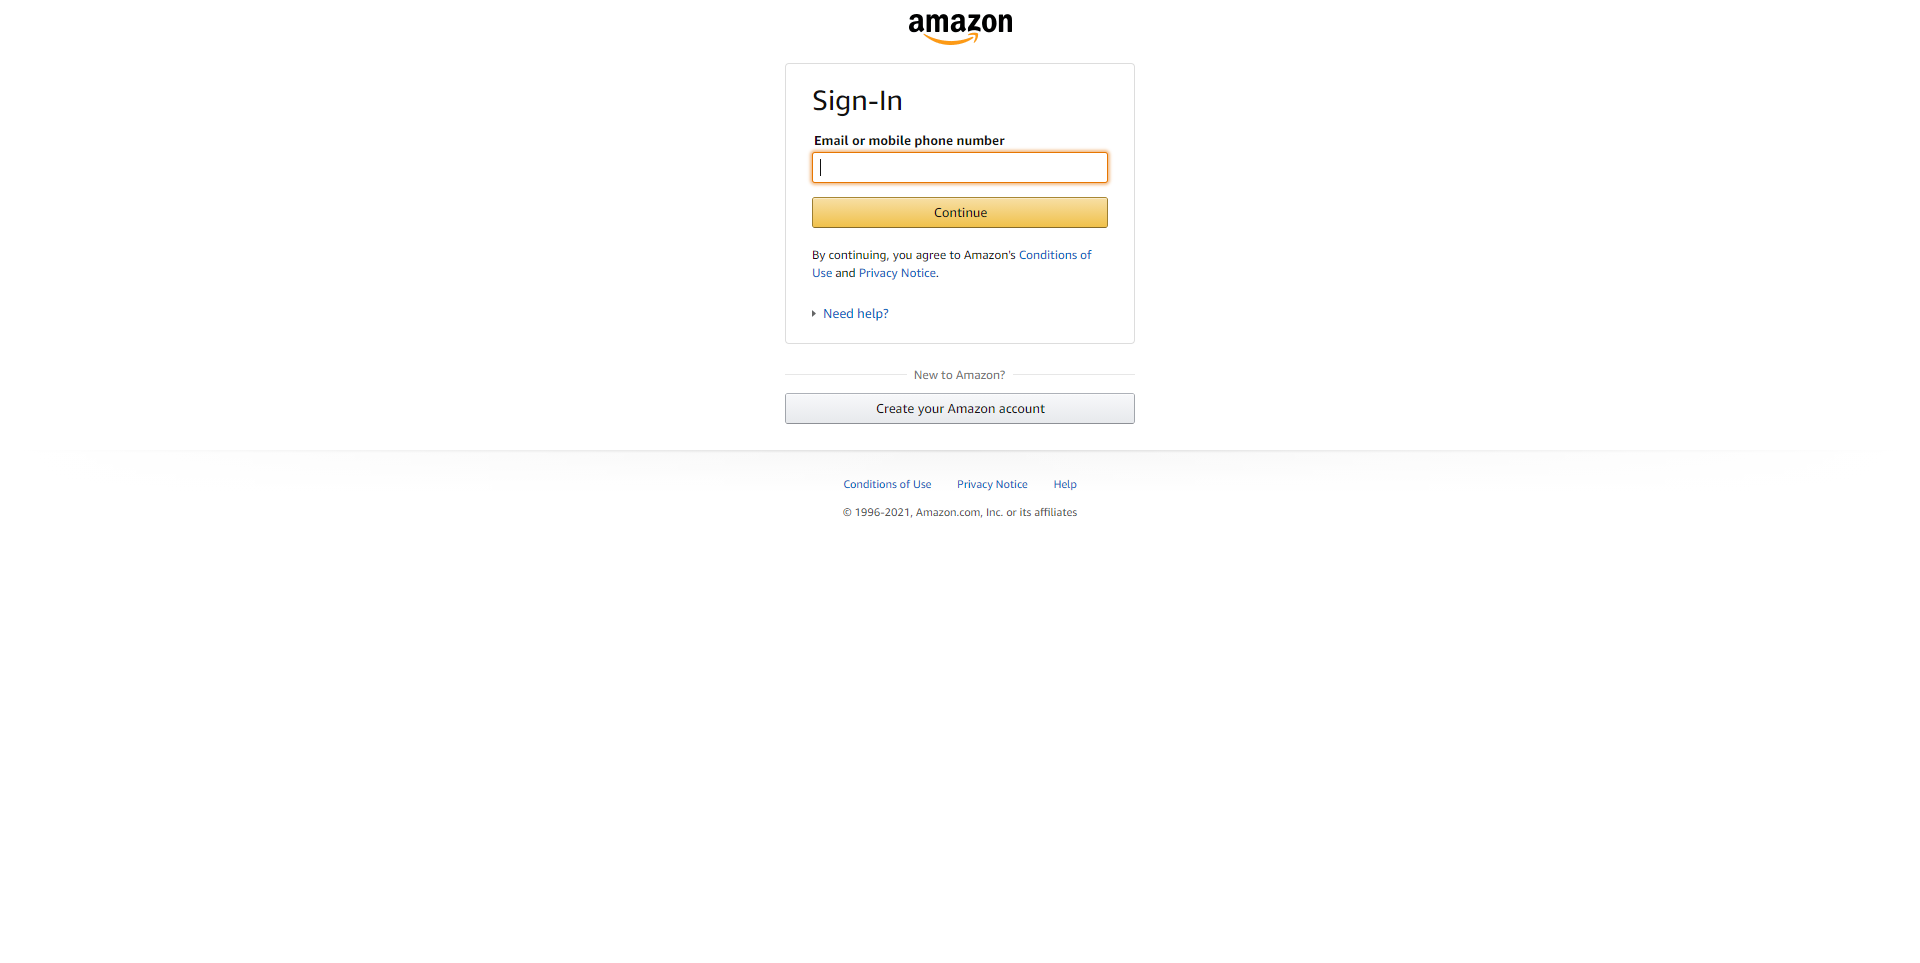 amazon
Sign-In
Email or mobile phone number
Continue
By continuing, you agree to Amazon's Conditions of
Use and Privacy Notice.
Need help?
New to Amazon?
Create your Amazon account
Conditions of Use Privacy Notice Help
© 1996-2021, Amazon.com, Inc. or its affiliates